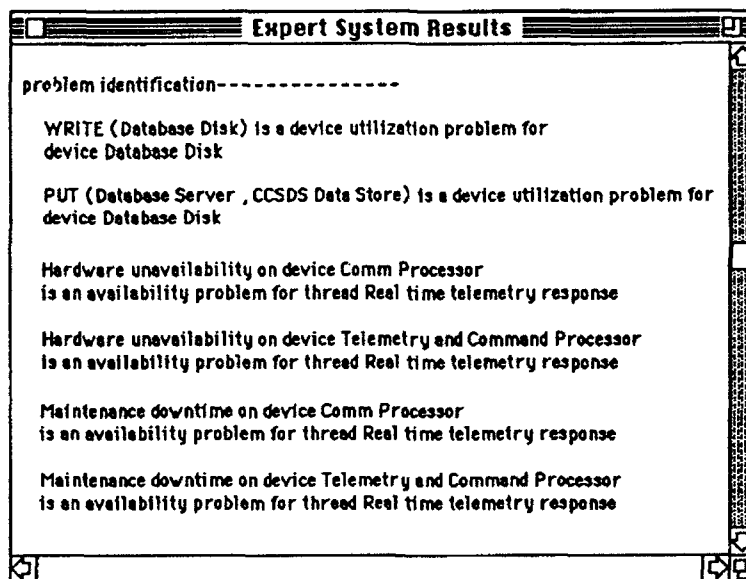 Expert System Results
problem identification----------------
WRITE (Database Disk) is a device utilization problem for
device Database Disk
PUT (Database Server , CCSDS Data Store) is a device utilization problem for
device Database Disk
Hardware unavailability on device Comm Processor
is an availability problem for thread Real time telemetry response
Hardware unavailability on device Telemetry and Command Processor
is an availability problem for thread Real time telemetry response
Maintenance downtime on device Comm Processor
is an availability problem for thread Real time telemetry response
Maintenance downtime on device Telemetry and Command Processor
is an availability problem for thread Real time telemetry response